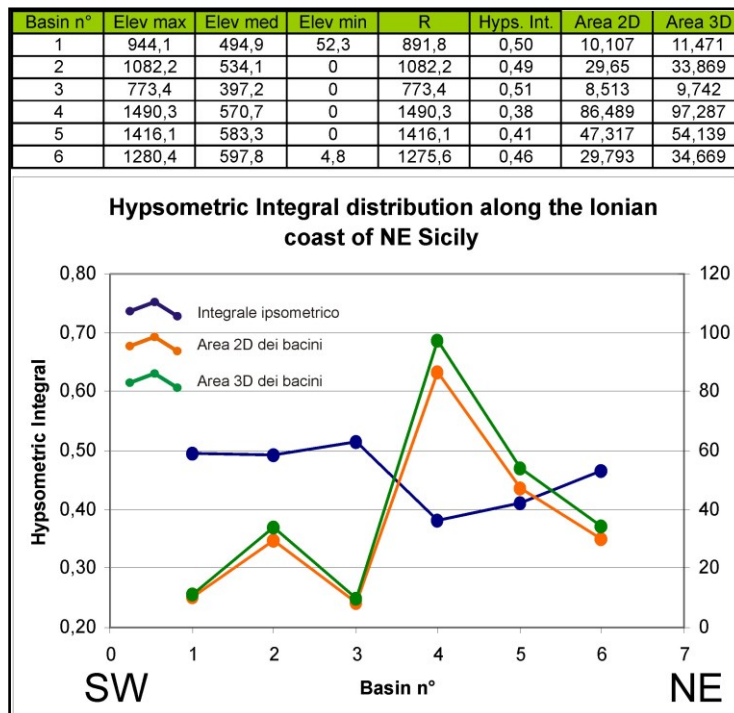 Basin n° Elev max Elev med Elev min R Hyps. Int. Area 2D Area 3D
1 944,1 494,9 52,3 891,8 0,50 10,107 11,471
2 1082,2 534,1 0 1082,2 0,49 29,65 33,869
3 773,4 397,2 0 773,4 0,51 8,513 9,742
4 1490,3 570,7 0 1490,3 0,38 86,489 97,287
5 1416,1 583,3 0 1416,1 0,41 47,317 54,139
6 1280,4 597,8 4,8 1275,6 0,46 29,793 34,669
Hypsometric Integral distribution along the Ionian
coast of NE Sicily
0,80 120
Integrale ipsometrico
0,70 100
Area 2D dei bacini
Area 3D dei bacini
0,60 80
0,50 60
0,40 40
0,30 20
0,20 0
Hypsometric Integral
0 1 2 3 4 5 6 7
SW Basin n° NE